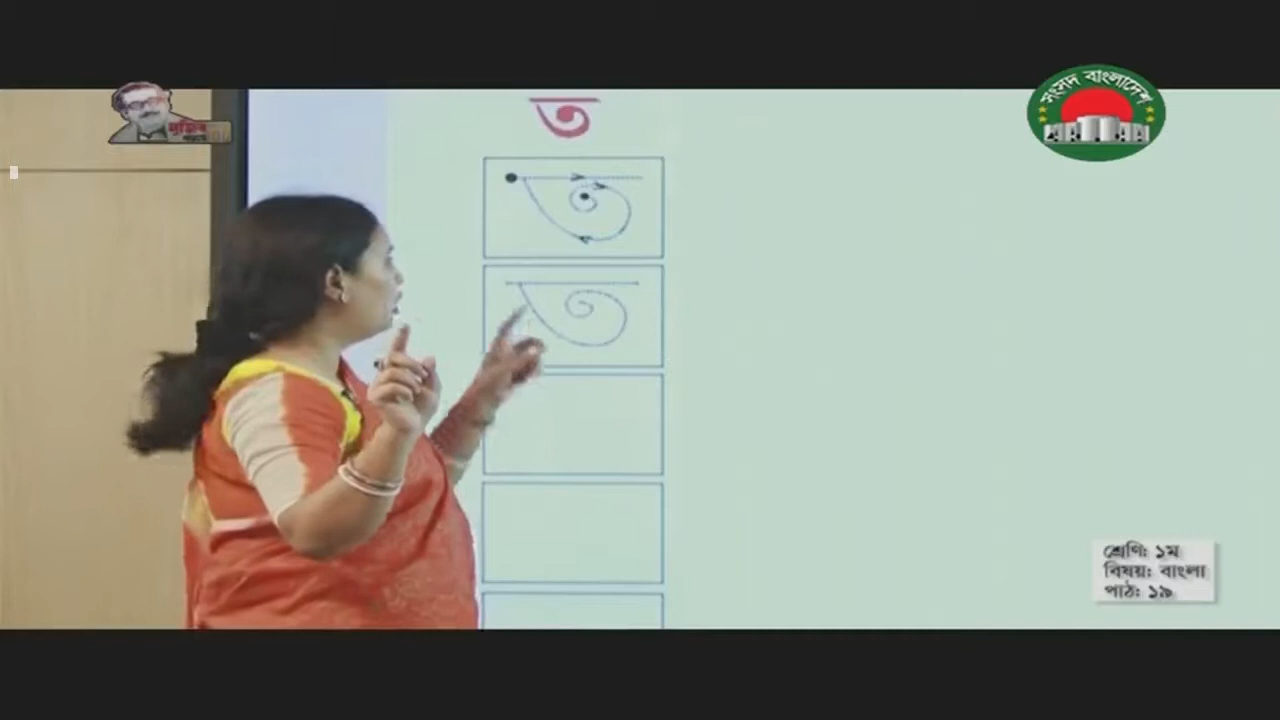 ত
সংসদ বাংলাদেশ
মুজিব
শ্রেণি: ১ম
বিষয়: বাংলা
পাঠ: ১৯